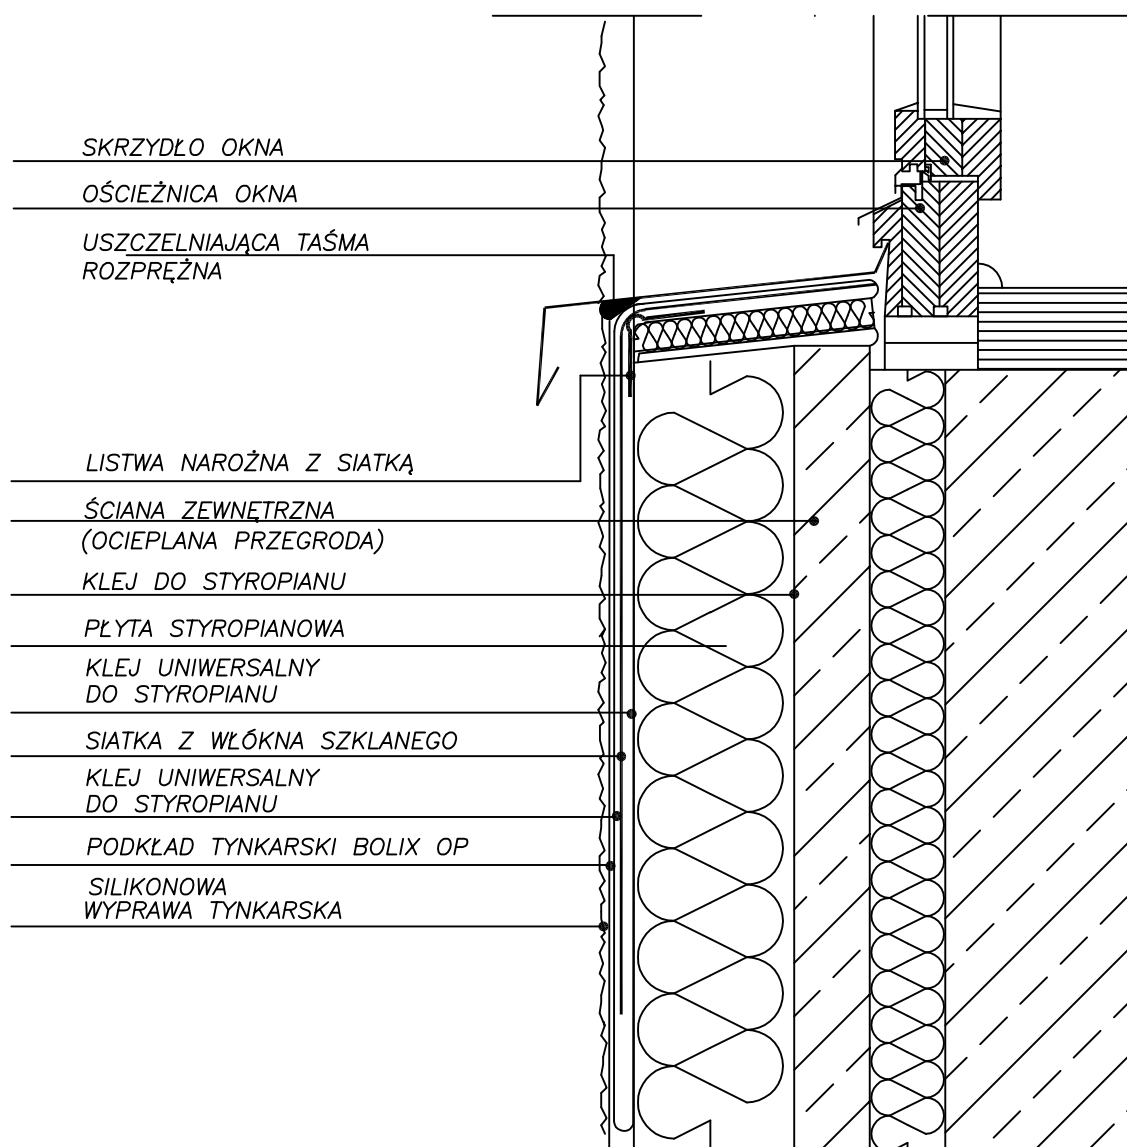 SKRZYDŁO OKNA
OŚCIEŻNICA OKNA
USZCZELNIAJĄCA TAŚMA
ROZPRĘŻNA
LISTWA NAROŻNA Z SIATKĄ
ŚCIANA ZEWNĘTRZNA
(OCIEPLANA PRZEGRODA)
KLEJ DO STYROPIANU
PŁYTA STYROPIANOWA
KLEJ UNIWERSALNY
DO STYROPIANU
SIATKA Z WŁÓKNA SZKLANEGO
KLEJ UNIWERSALNY
DO STYROPIANU
PODKŁAD TYNKARSKI BOLIX OP
SILIKONOWA
WYPRAWA TYNKARSKA